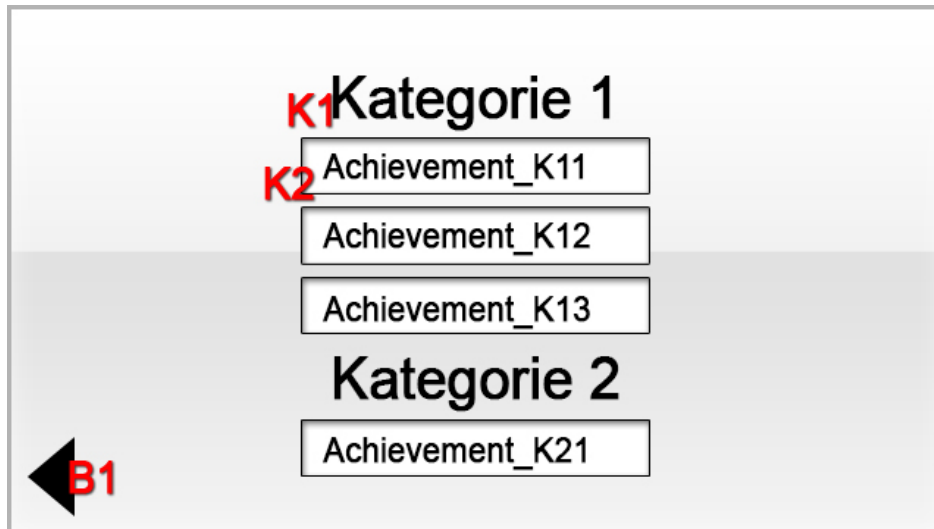 K1 Kategorie 1
K2 Achievement_K11
Achievement_K12
Achievement_K13
Kategorie 2
Achievement_K21
B1